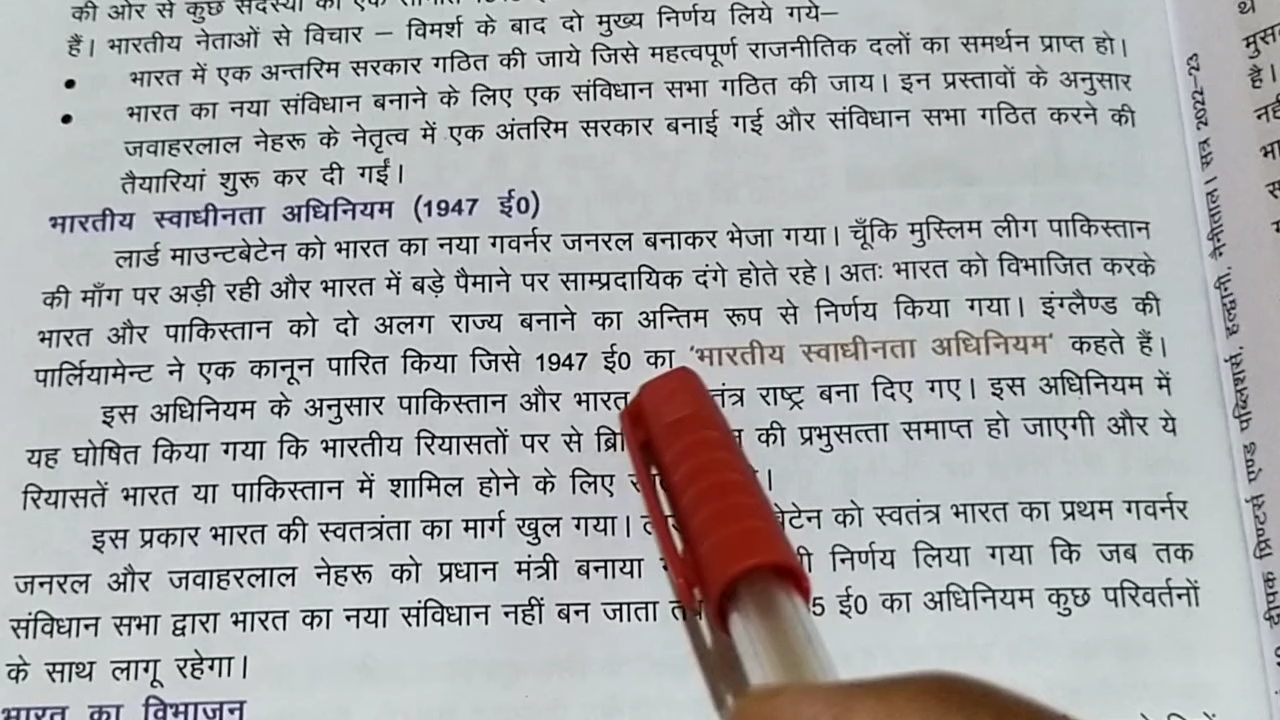 की ओर से कुछ सदस्यों की एक
हैं। भारतीय नेताओं से विचार – विमर्श के बाद दो मुख्य निर्णय लिये गये–
• भारत में एक अन्तरिम सरकार गठित की जाये जिसे महत्वपूर्ण राजनीतिक दलों का समर्थन प्राप्त हो।
• भारत का नया संविधान बनाने के लिए एक संविधान सभा गठित की जाय। इन प्रस्तावों के अनुसार
जवाहरलाल नेहरू के नेतृत्व में एक अंतरिम सरकार बनाई गई और संविधान सभा गठित करने की
तैयारियां शुरू कर दी गईं।
भारतीय स्वाधीनता अधिनियम (1947 ई0)
लार्ड माउन्टबेटेन को भारत का नया गवर्नर जनरल बनाकर भेजा गया। चूँकि मुस्लिम लीग पाकिस्तान
की माँग पर अड़ी रही और भारत में बड़े पैमाने पर साम्प्रदायिक दंगे होते रहे। अतः भारत को विभाजित करके
भारत और पाकिस्तान को दो अलग राज्य बनाने का अन्तिम रूप से निर्णय किया गया। इंग्लैण्ड की
पार्लियामेन्ट ने एक कानून पारित किया जिसे 1947 ई0 का 'भारतीय स्वाधीनता अधिनियम' कहते हैं।
इस अधिनियम के अनुसार पाकिस्तान और भारत तंत्र राष्ट्र बना दिए गए। इस अधिनियम में
यह घोषित किया गया कि भारतीय रियासतों पर से ब्रि की प्रभुसत्ता समाप्त हो जाएगी और ये
रियासतें भारत या पाकिस्तान में शामिल होने के लिए
इस प्रकार भारत की स्वतत्रंता का मार्ग खुल गया। बेटेन को स्वतंत्र भारत का प्रथम गवर्नर
जनरल और जवाहरलाल नेहरू को प्रधान मंत्री बनाया निर्णय लिया गया कि जब तक
संविधान सभा द्वारा भारत का नया संविधान नहीं बन जाता 5 ई0 का अधिनियम कुछ परिवर्तनों
के साथ लागू रहेगा।
भारत का विभाजन
दीपक प्रिण्टर्स एण्ड पब्लिशर्स, हल्द्वानी, नैनीताल। सत्र 2022–23
मुस
है।